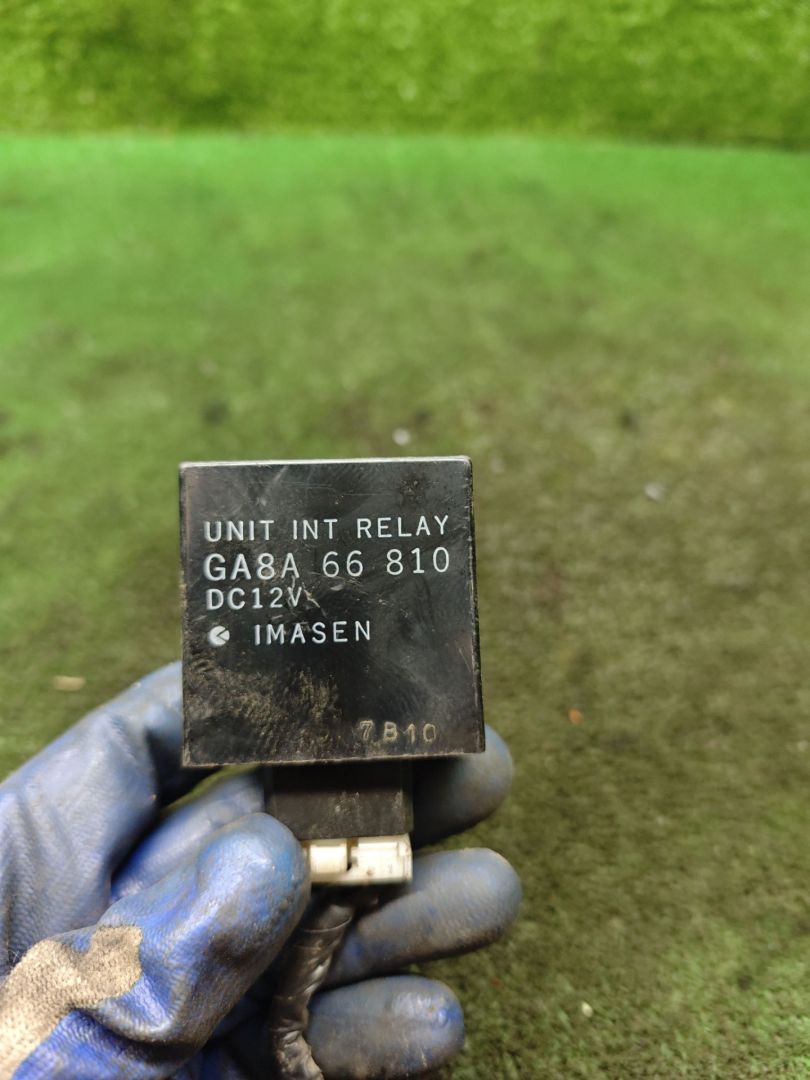 UNIT INT RELAY
GA8A 66 810
DC12V
IMASEN
7B10